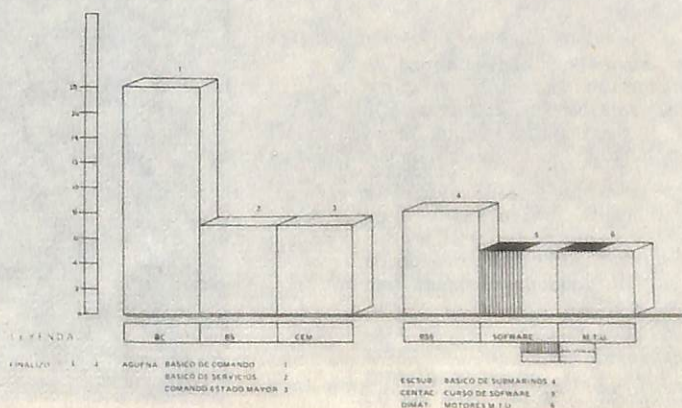 1
2
3
4
5
6
BC
BS
CEM
BSS
SOFWARE
M.T.U.
LEYENDA
FINALIZO
AGUENA BASICO DE COMANDO 1
BASICO DE SERVICIOS 2
COMANDO ESTADO MAYOR 3
ESCSUB BASICO DE SUBMARINOS 4
CENTAC CURSO DE SOFWARE 5
DIMAT MOTORES M.T.U. 6